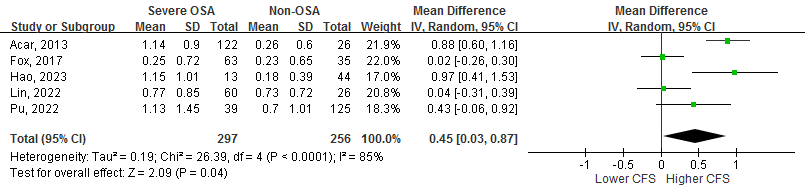 Severe OSA Non-OSA Mean Difference Mean Difference
Study or Subgroup Mean SD Total Mean SD Total Weight IV, Random, 95% CI IV, Random, 95% CI
Acar, 2013 1.14 0.9 122 0.26 0.6 26 21.9% 0.88 [0.60, 1.16]
Fox, 2017 0.25 0.72 63 0.23 0.65 35 22.0% 0.02 [-0.26, 0.30]
Hao, 2023 1.15 1.01 13 0.18 0.39 44 17.0% 0.97 [0.41, 1.53]
Lin, 2022 0.77 0.85 60 0.73 0.72 26 20.9% 0.04 [-0.31, 0.39]
Pu, 2022 1.13 1.45 39 0.7 1.01 125 18.3% 0.43 [-0.06, 0.92]
Total (95% CI) 297 256 100.0% 0.45 [0.03, 0.87]
Heterogeneity: Tau² = 0.19; Chi² = 26.39, df = 4 (P < 0.0001); I² = 85%
Test for overall effect: Z = 2.09 (P = 0.04)
-1 -0.5 0 0.5 1
Lower CFS Higher CFS